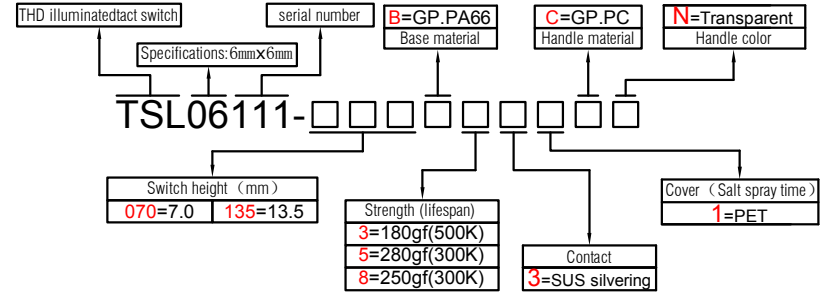 THD illuminatedtact switch
serial number
B=GP.PA66
Base material
C=GP.PC
Handle material
N=Transparent
Handle color
Specifications:6mmX6mm
TSL06111-□□□□□□□□□
Switch height（mm）
070=7.0 135=13.5
Strength (lifespan)
3=180gf(500K)
5=280gf(300K)
8=250gf(300K)
Contact
3=SUS silvering
Cover（Salt spray time）
1=PET